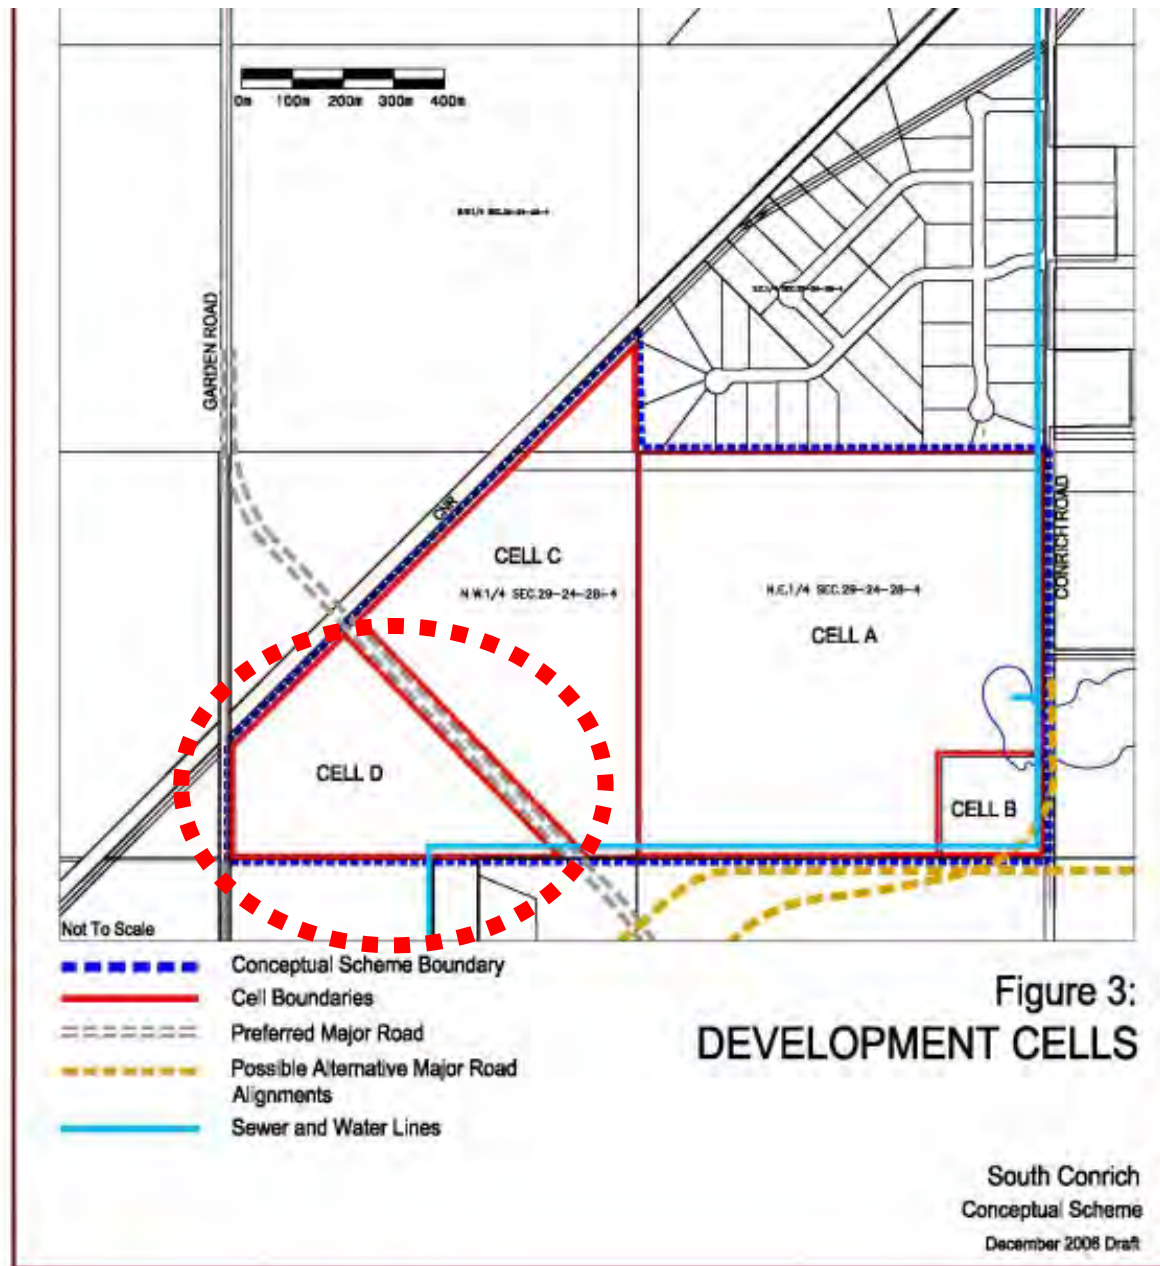 0m 100m 200m 300m 400m
GARDEN ROAD
CNR
CELL C
N.W.1/4 SEC.29-24-28-4
N.E.1/4 SEC.29-24-28-4
CELL A
CONRICH ROAD
CELL D
CELL B
Not To Scale
Conceptual Scheme Boundary
Cell Boundaries
Preferred Major Road
Possible Alternative Major Road
Alignments
Sewer and Water Lines
Figure 3:
DEVELOPMENT CELLS
South Conrich
Conceptual Scheme
December 2006 Draft